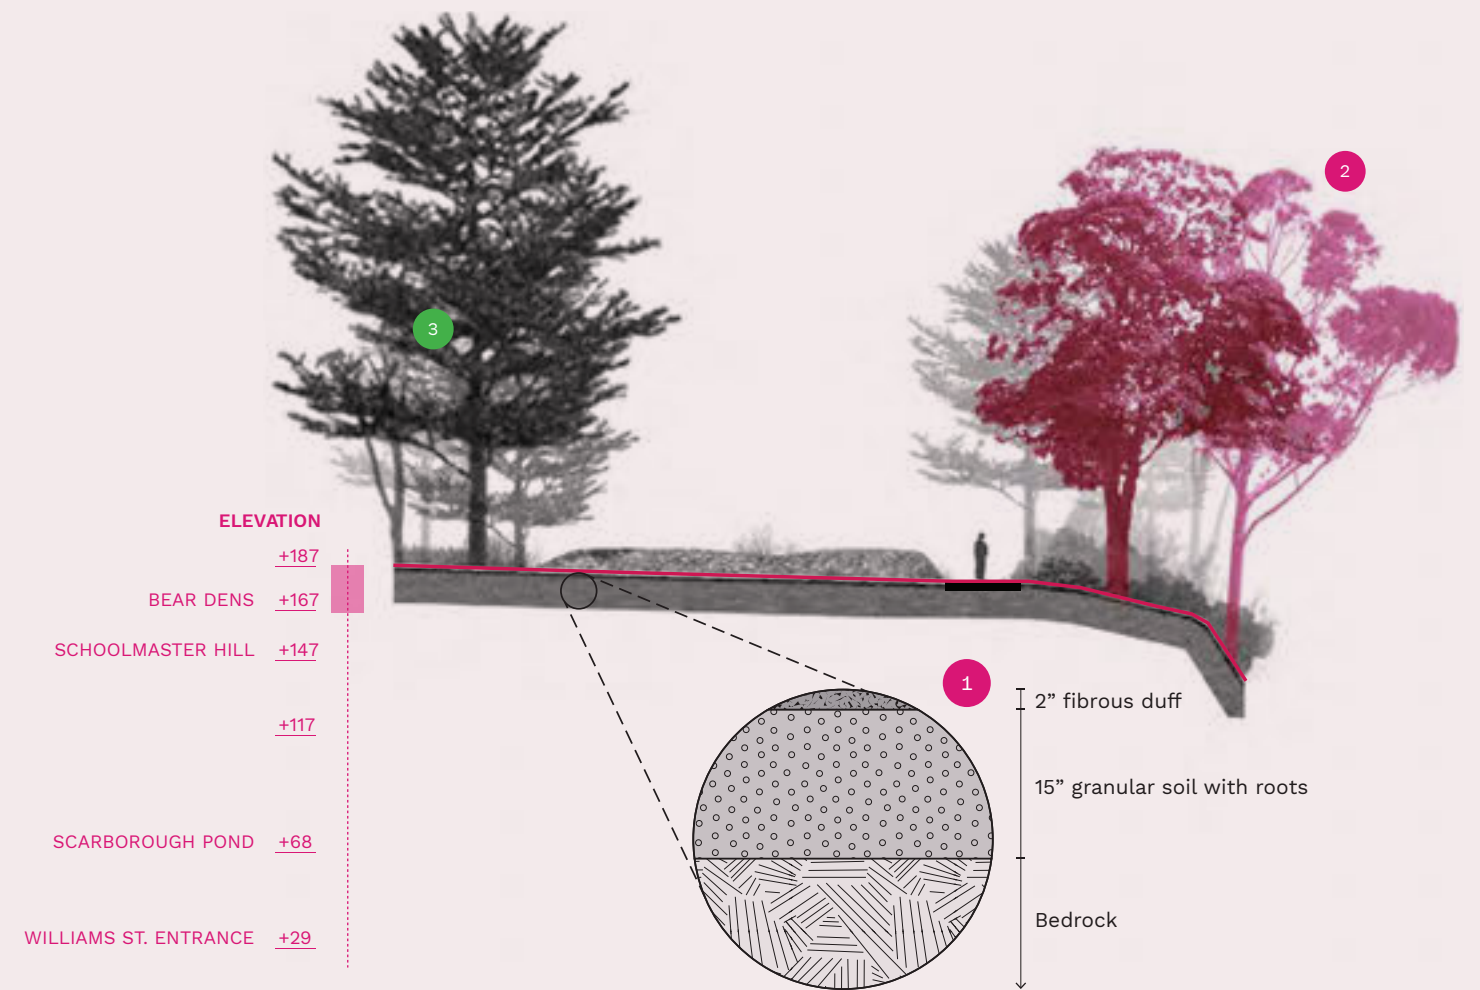 2
3
ELEVATION
+187
BEAR DENS +167
SCHOOLMASTER HILL +147
+117
SCARBOROUGH POND +68
WILLIAMS ST. ENTRANCE +29
1
2” fibrous duff
15” granular soil with roots
Bedrock